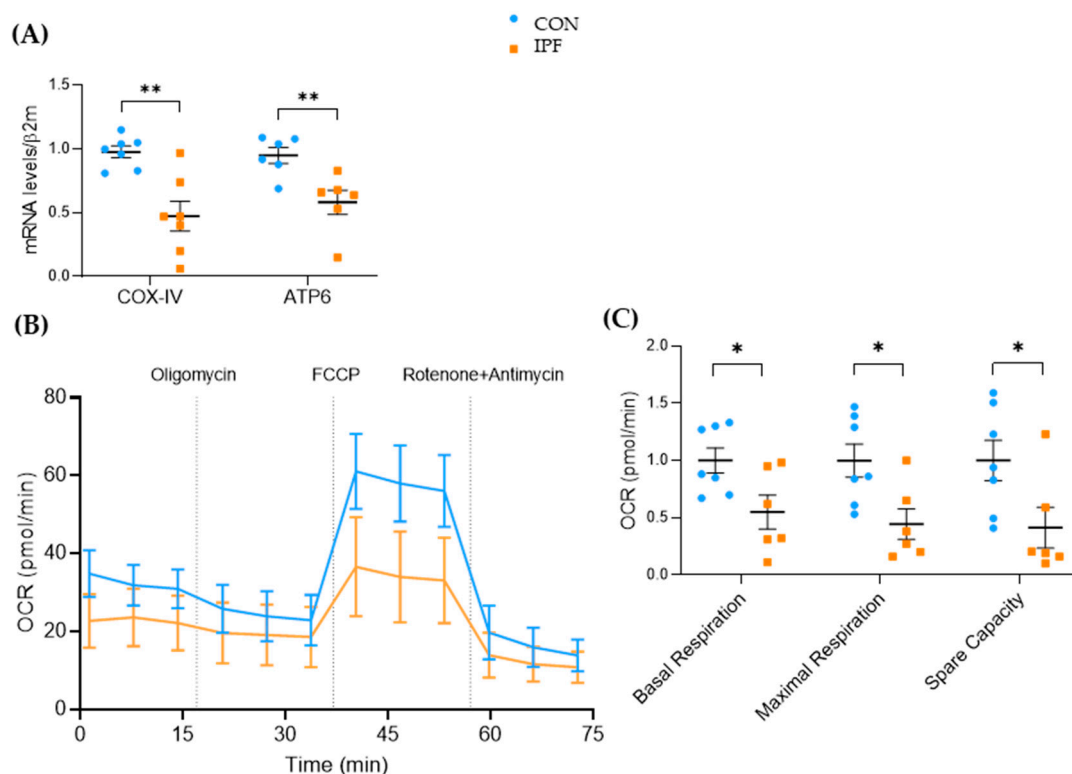 (A)
CON
IPF
** **
1.5
1.0
0.5
0.0
mRNA levels/β2m
COX-IV ATP6
(B)
Oligomycin FCCP Rotenone+Antimycin
80
60
40
20
0
OCR (pmol/min)
0 15 30 45 60 75
Time (min)
(C)
* * *
2.0
1.5
1.0
0.5
0.0
OCR (pmol/min)
Basal Respiration
Maximal Respiration
Spare Capacity